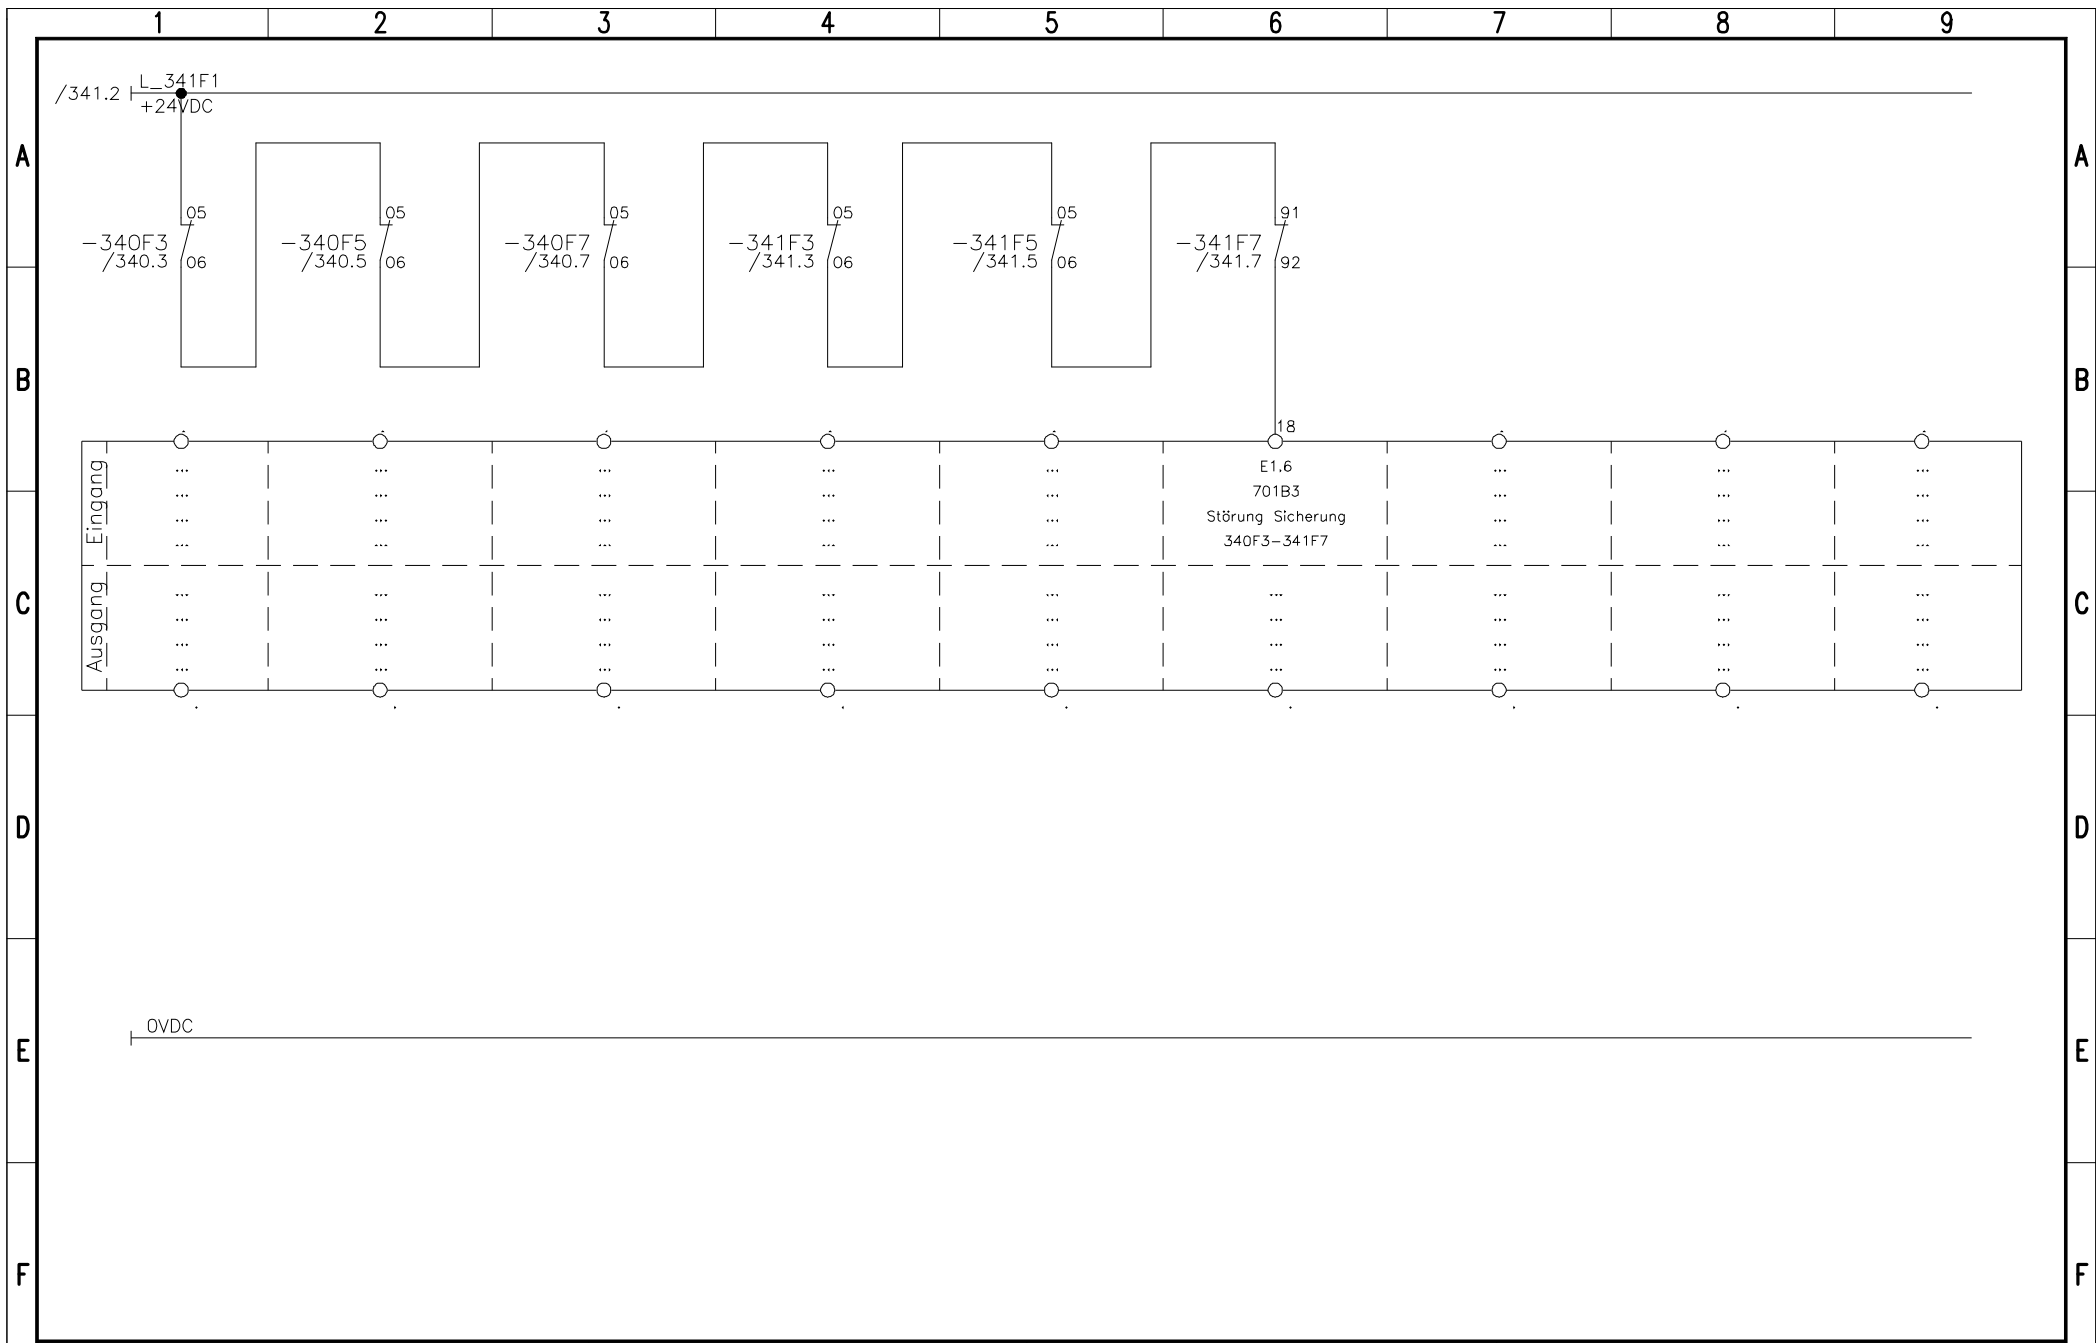 1 2 3 4 5 6 7 8 9
L_341F1
/341.2
+24VDC
A A
05 05 05 05 05 91
-340F3 -340F5 -340F7 -341F3 -341F5 -341F7
/340.3 06 /340.5 06 /340.7 06 /341.3 06 /341.5 06 /341.7 92
B B
18
Eingang
... ... ... ... ... E1.6 ... ... ...
... ... ... ... ... 701B3 ... ... ...
... ... ... ... ... Störung Sicherung ... ... ...
... ... ... ... ... 340F3-341F7 ... ... ...
C C
Ausgang
... ... ... ... ... ... ... ... ...
... ... ... ... ... ... ... ... ...
... ... ... ... ... ... ... ... ...
... ... ... ... ... ... ... ... ...
D D
0VDC
E E
F F